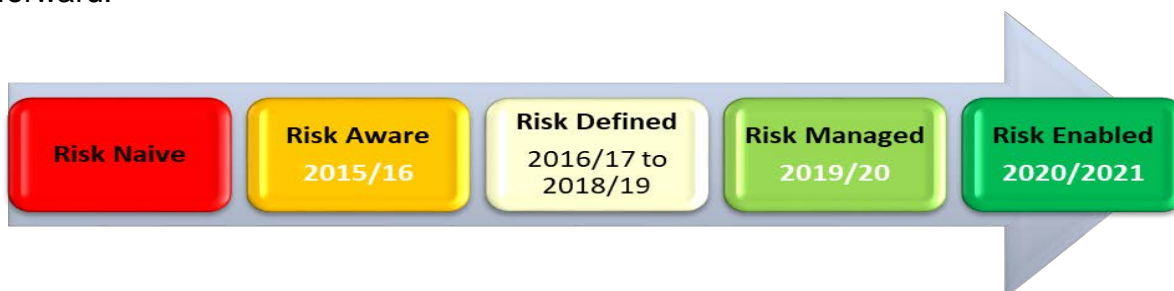 forward.
Risk Naive
Risk Aware
2015/16
Risk Defined
2016/17 to
2018/19
Risk Managed
2019/20
Risk Enabled
2020/2021